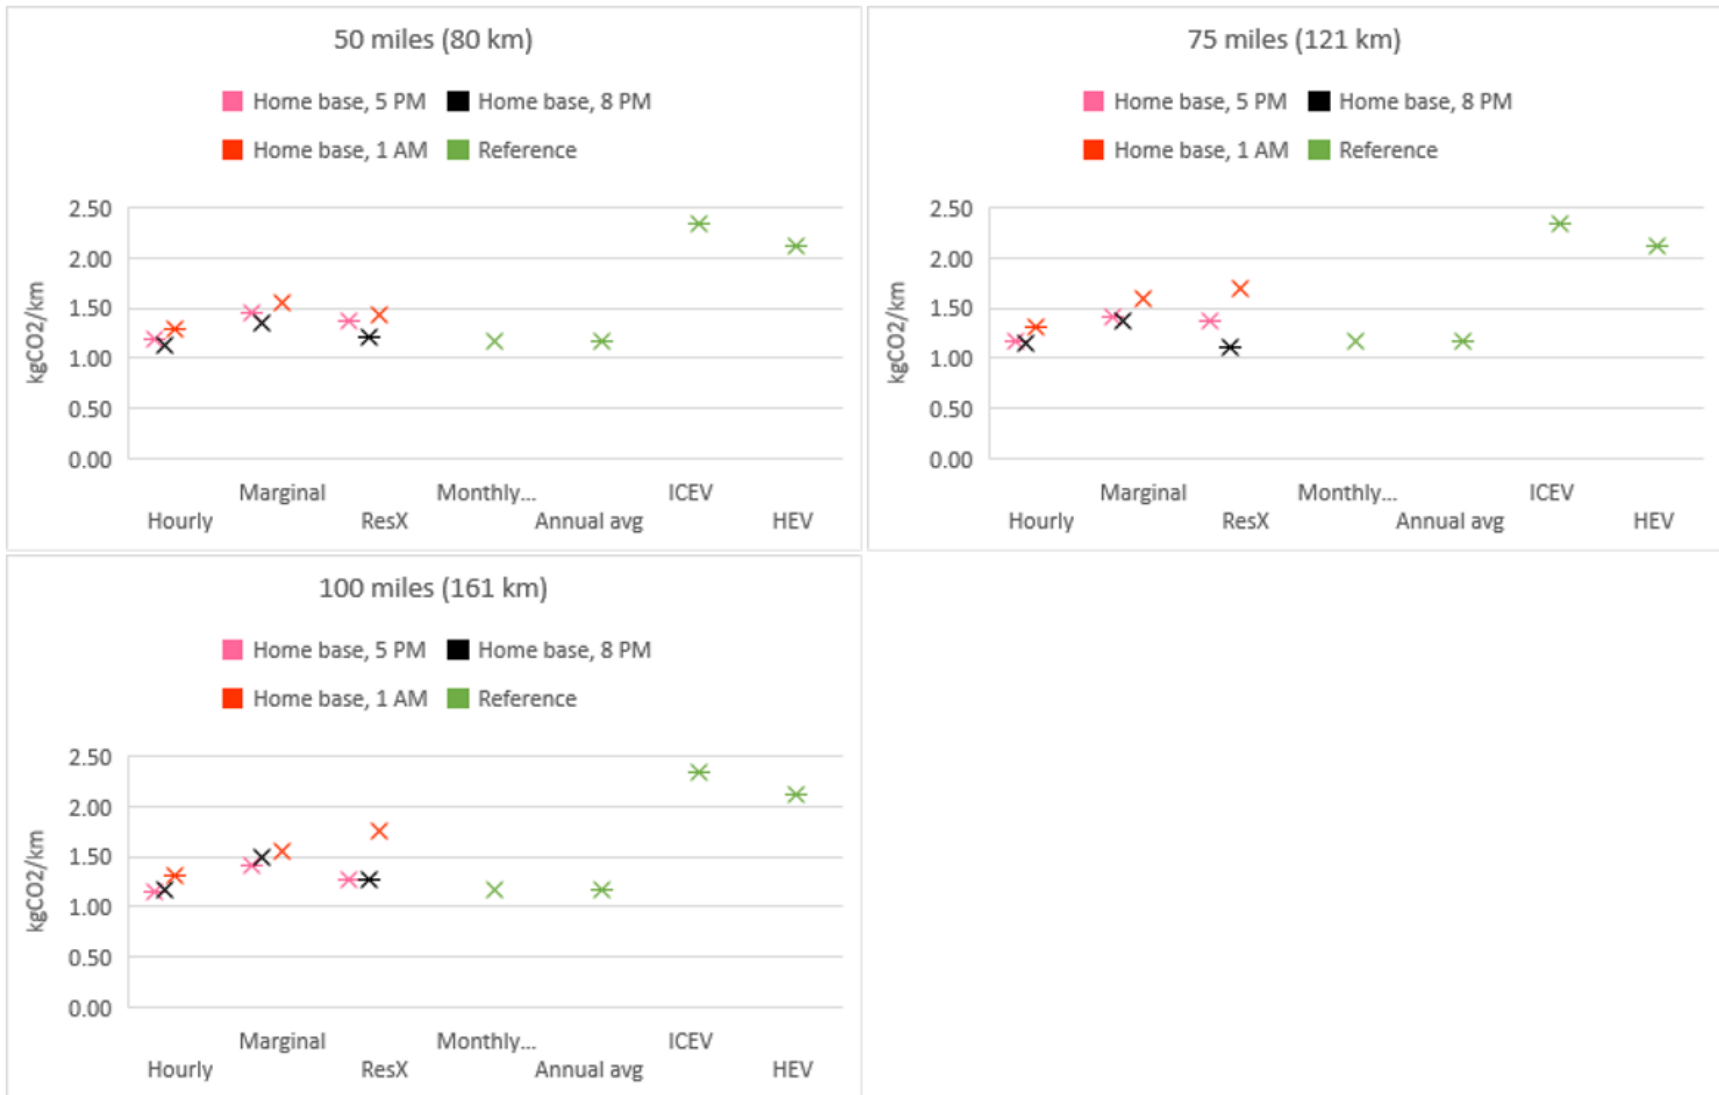 50 miles (80 km)
Home base, 5 PM Home base, 8 PM
Home base, 1 AM Reference
2.50
2.00
1.50
1.00
0.50
0.00
kgCO2/km
Marginal Monthly... ICEV
Hourly ResX Annual avg HEV
75 miles (121 km)
Home base, 5 PM Home base, 8 PM
Home base, 1 AM Reference
2.50
2.00
1.50
1.00
0.50
0.00
kgCO2/km
Marginal Monthly... ICEV
Hourly ResX Annual avg HEV
100 miles (161 km)
Home base, 5 PM Home base, 8 PM
Home base, 1 AM Reference
2.50
2.00
1.50
1.00
0.50
0.00
kgCO2/km
Marginal Monthly... ICEV
Hourly ResX Annual avg HEV